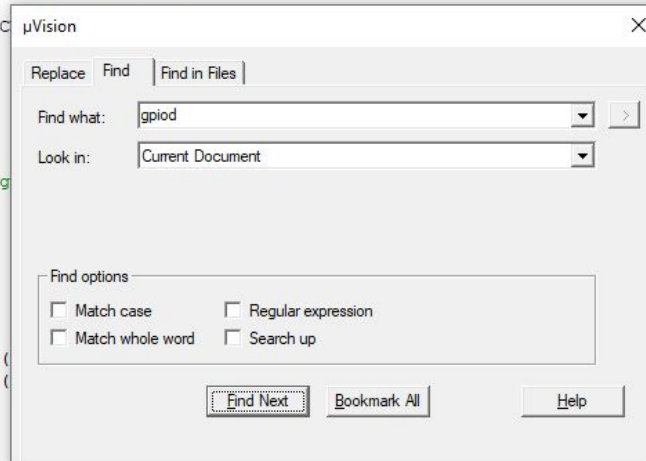 µVision
Replace Find Find in Files
Find what: gpiod >
Look in: Current Document
Find options
Match case Regular expression
Match whole word Search up
(
(
Find Next Bookmark All Help